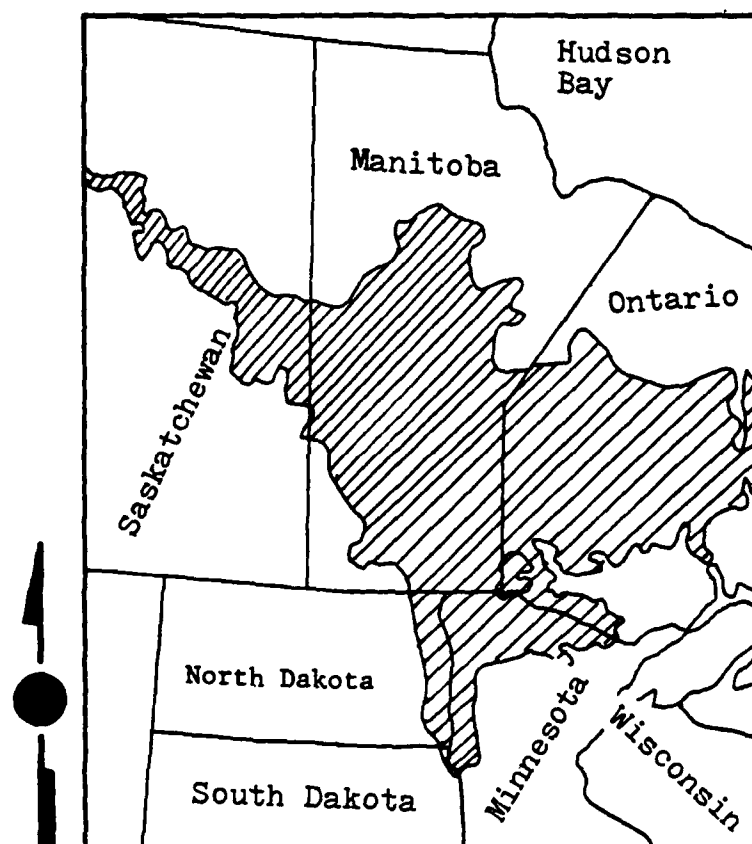 Hudson
Bay
Manitoba
Ontario
Saskatchewan
North Dakota
South Dakota
Minnesota
Wisconsin